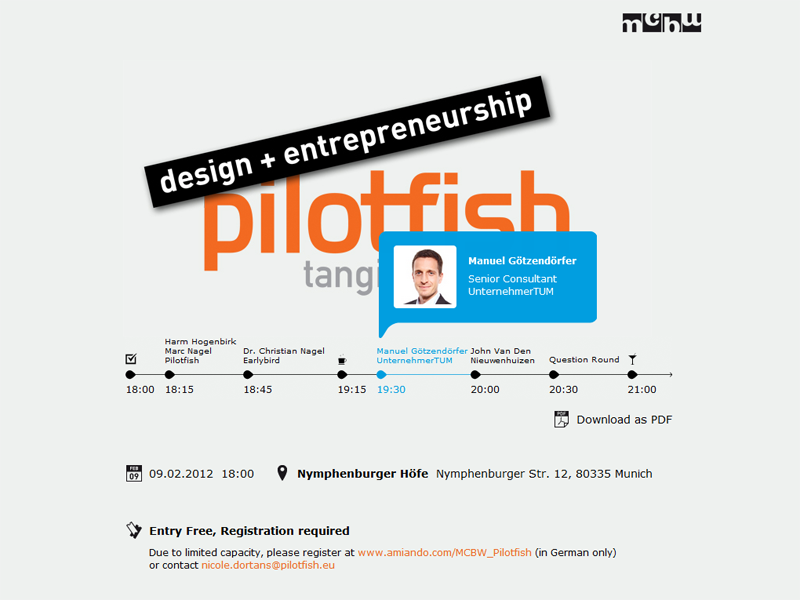 mcbw
design + entrepreneurship
pilotfish
Manuel Götzendörfer
Senior Consultant
UnternehmerTUM
Harm Hogenbirk
Marc Nagel
Pilotfish
Dr. Christian Nagel
Earlybird
Manuel Götzendörfer
UnternehmerTUM
John Van Den
Nieuwenhuizen
Question Round
18:00 18:15 18:45 19:15 19:30 20:00 20:30 21:00
PDF
Download as PDF
FEB
09
09.02.2012 18:00
Nymphenburger Höfe Nymphenburger Str. 12, 80335 Munich
Entry Free, Registration required
Due to limited capacity, please register at www.amiando.com/MCBW_Pilotfish (in German only)
or contact nicole.dortans@pilotfish.eu